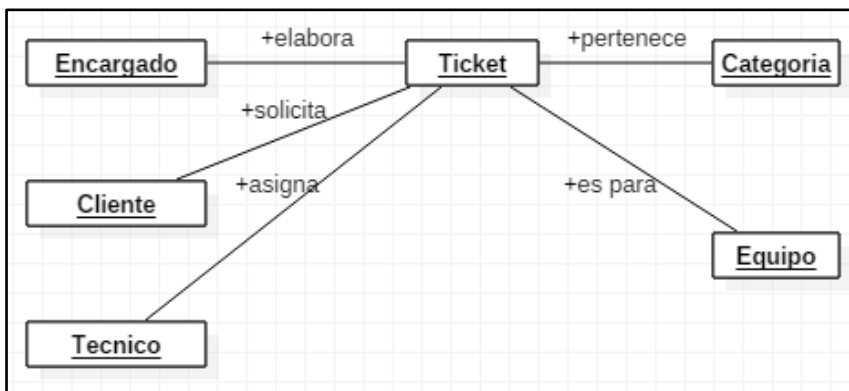 +elabora
+pertenece
Encargado
Ticket
Categoria
+solicita
+asigna
+es para
Cliente
Equipo
Tecnico